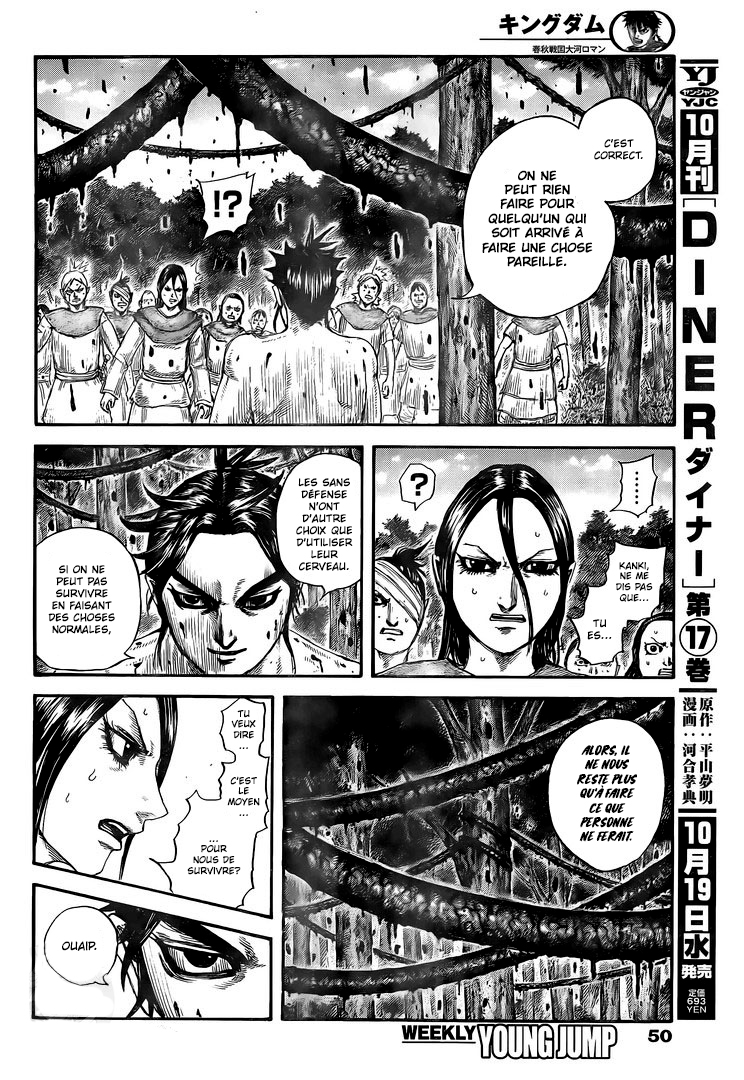 キングダム
春秋戦国大河ロマン
C'EST
CORRECT.
ON NE
PEUT RIEN
FAIRE POUR
QUELQU'UN QUI
SOIT ARRIVÉ À
FAIRE UNE CHOSE
PAREILLE.
!?
LES SANS
DÉFENSE
N'ONT
D'AUTRE
CHOIX QUE
D'UTILISER
LEUR
CERVEAU.
SI ON NE
PEUT PAS
SURVIVRE
EN FAISANT
DES CHOSES
NORMALES,
........
?
KANKI,
NE ME
DIS PAS
QUE...
TU
ES...
TU
VEUX
DIRE ...
... C'EST
LE
MOYEN
...
...
POUR
NOUS DE
SURVIVRE?
ALORS, IL
NE NOUS
RESTE PLUS
QU'À FAIRE
CE QUE
PERSONNE
NE FERAIT.
OUAIP.
YJ
ヤンジャン
YJC
10月刊
[DINERダイナー]第⑰巻
原作:平山夢明
漫画:河合孝典
10月19日水
発売
定価
693
YEN
WEEKLY YOUNG JUMP
50